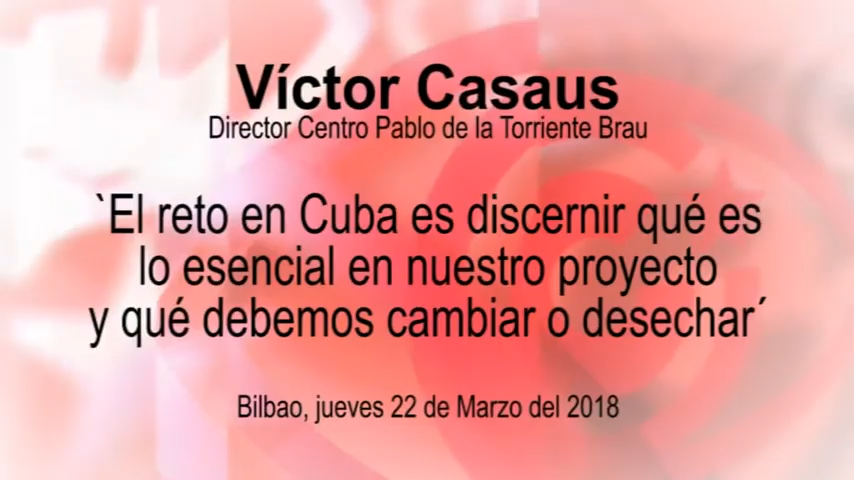 Víctor Casaus
Director Centro Pablo de la Torriente Brau
`El reto en Cuba es discernir qué es
lo esencial en nuestro proyecto
y qué debemos cambiar o desechar´
Bilbao, jueves 22 de Marzo del 2018